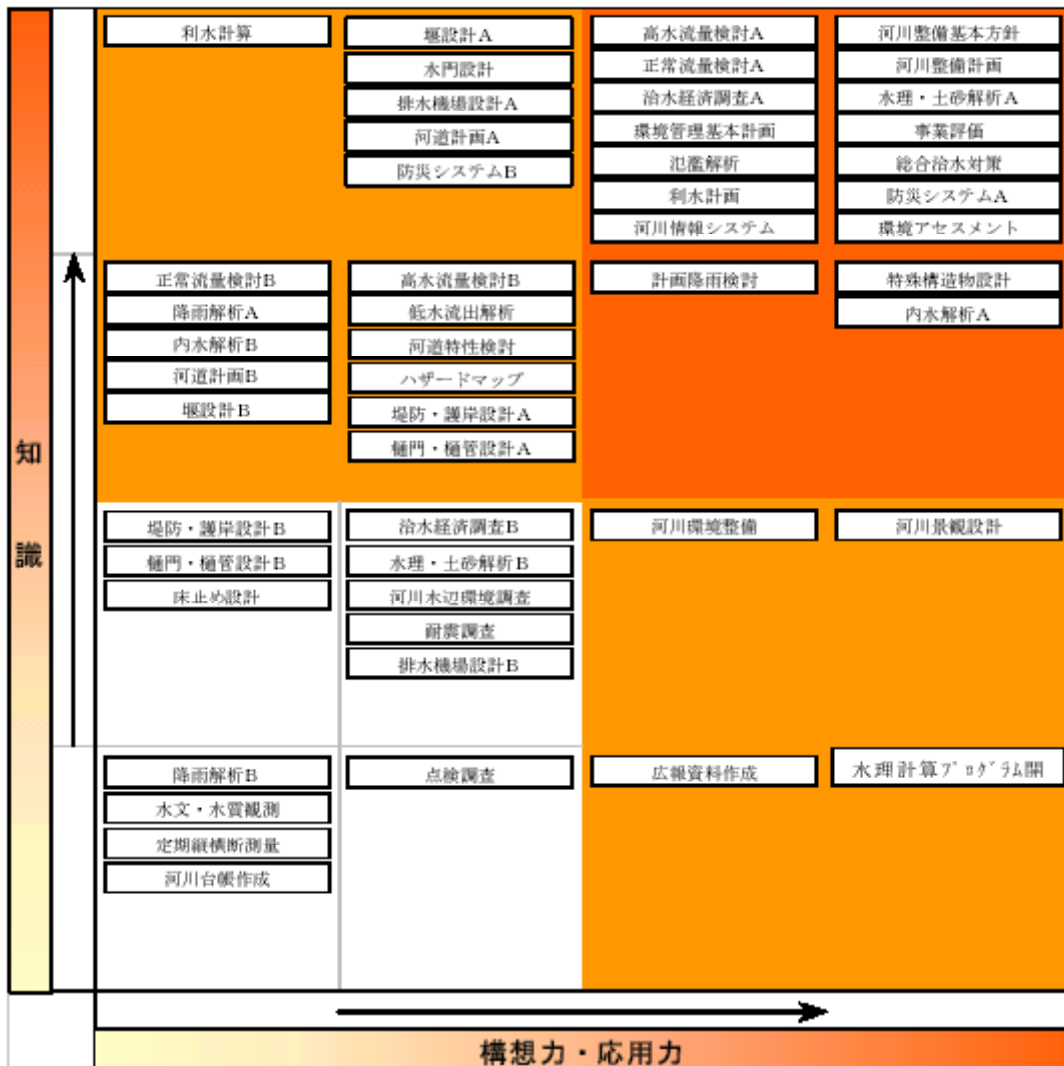 利水計算
堰設計A
水門設計
排水機場設計A
河道計画A
防災システムB
高水流量検討A
正常流量検討A
治水経済調査A
環境管理基本計画
氾濫解析
利水計画
河川情報システム
河川整備基本方針
河川整備計画
水理・土砂解析A
事業評価
総合治水対策
防災システムA
環境アセスメント
正常流量検討B
降雨解析A
内水解析B
河道計画B
堰設計B
高水流量検討B
低水流出解析
河道特性検討
ハザードマップ
堤防・護岸設計A
樋門・樋管設計A
計画降雨検討
特殊構造物設計
内水解析A
知識
堤防・護岸設計B
樋門・樋管設計B
床止め設計
治水経済調査B
水理・土砂解析B
河川水辺環境調査
耐震調査
排水機場設計B
河川環境整備
河川景観設計
降雨解析B
水文・水質観測
定期縦横断測量
河川台帳作成
点検調査
広報資料作成
水理計算プログラム開
構想力・応用力